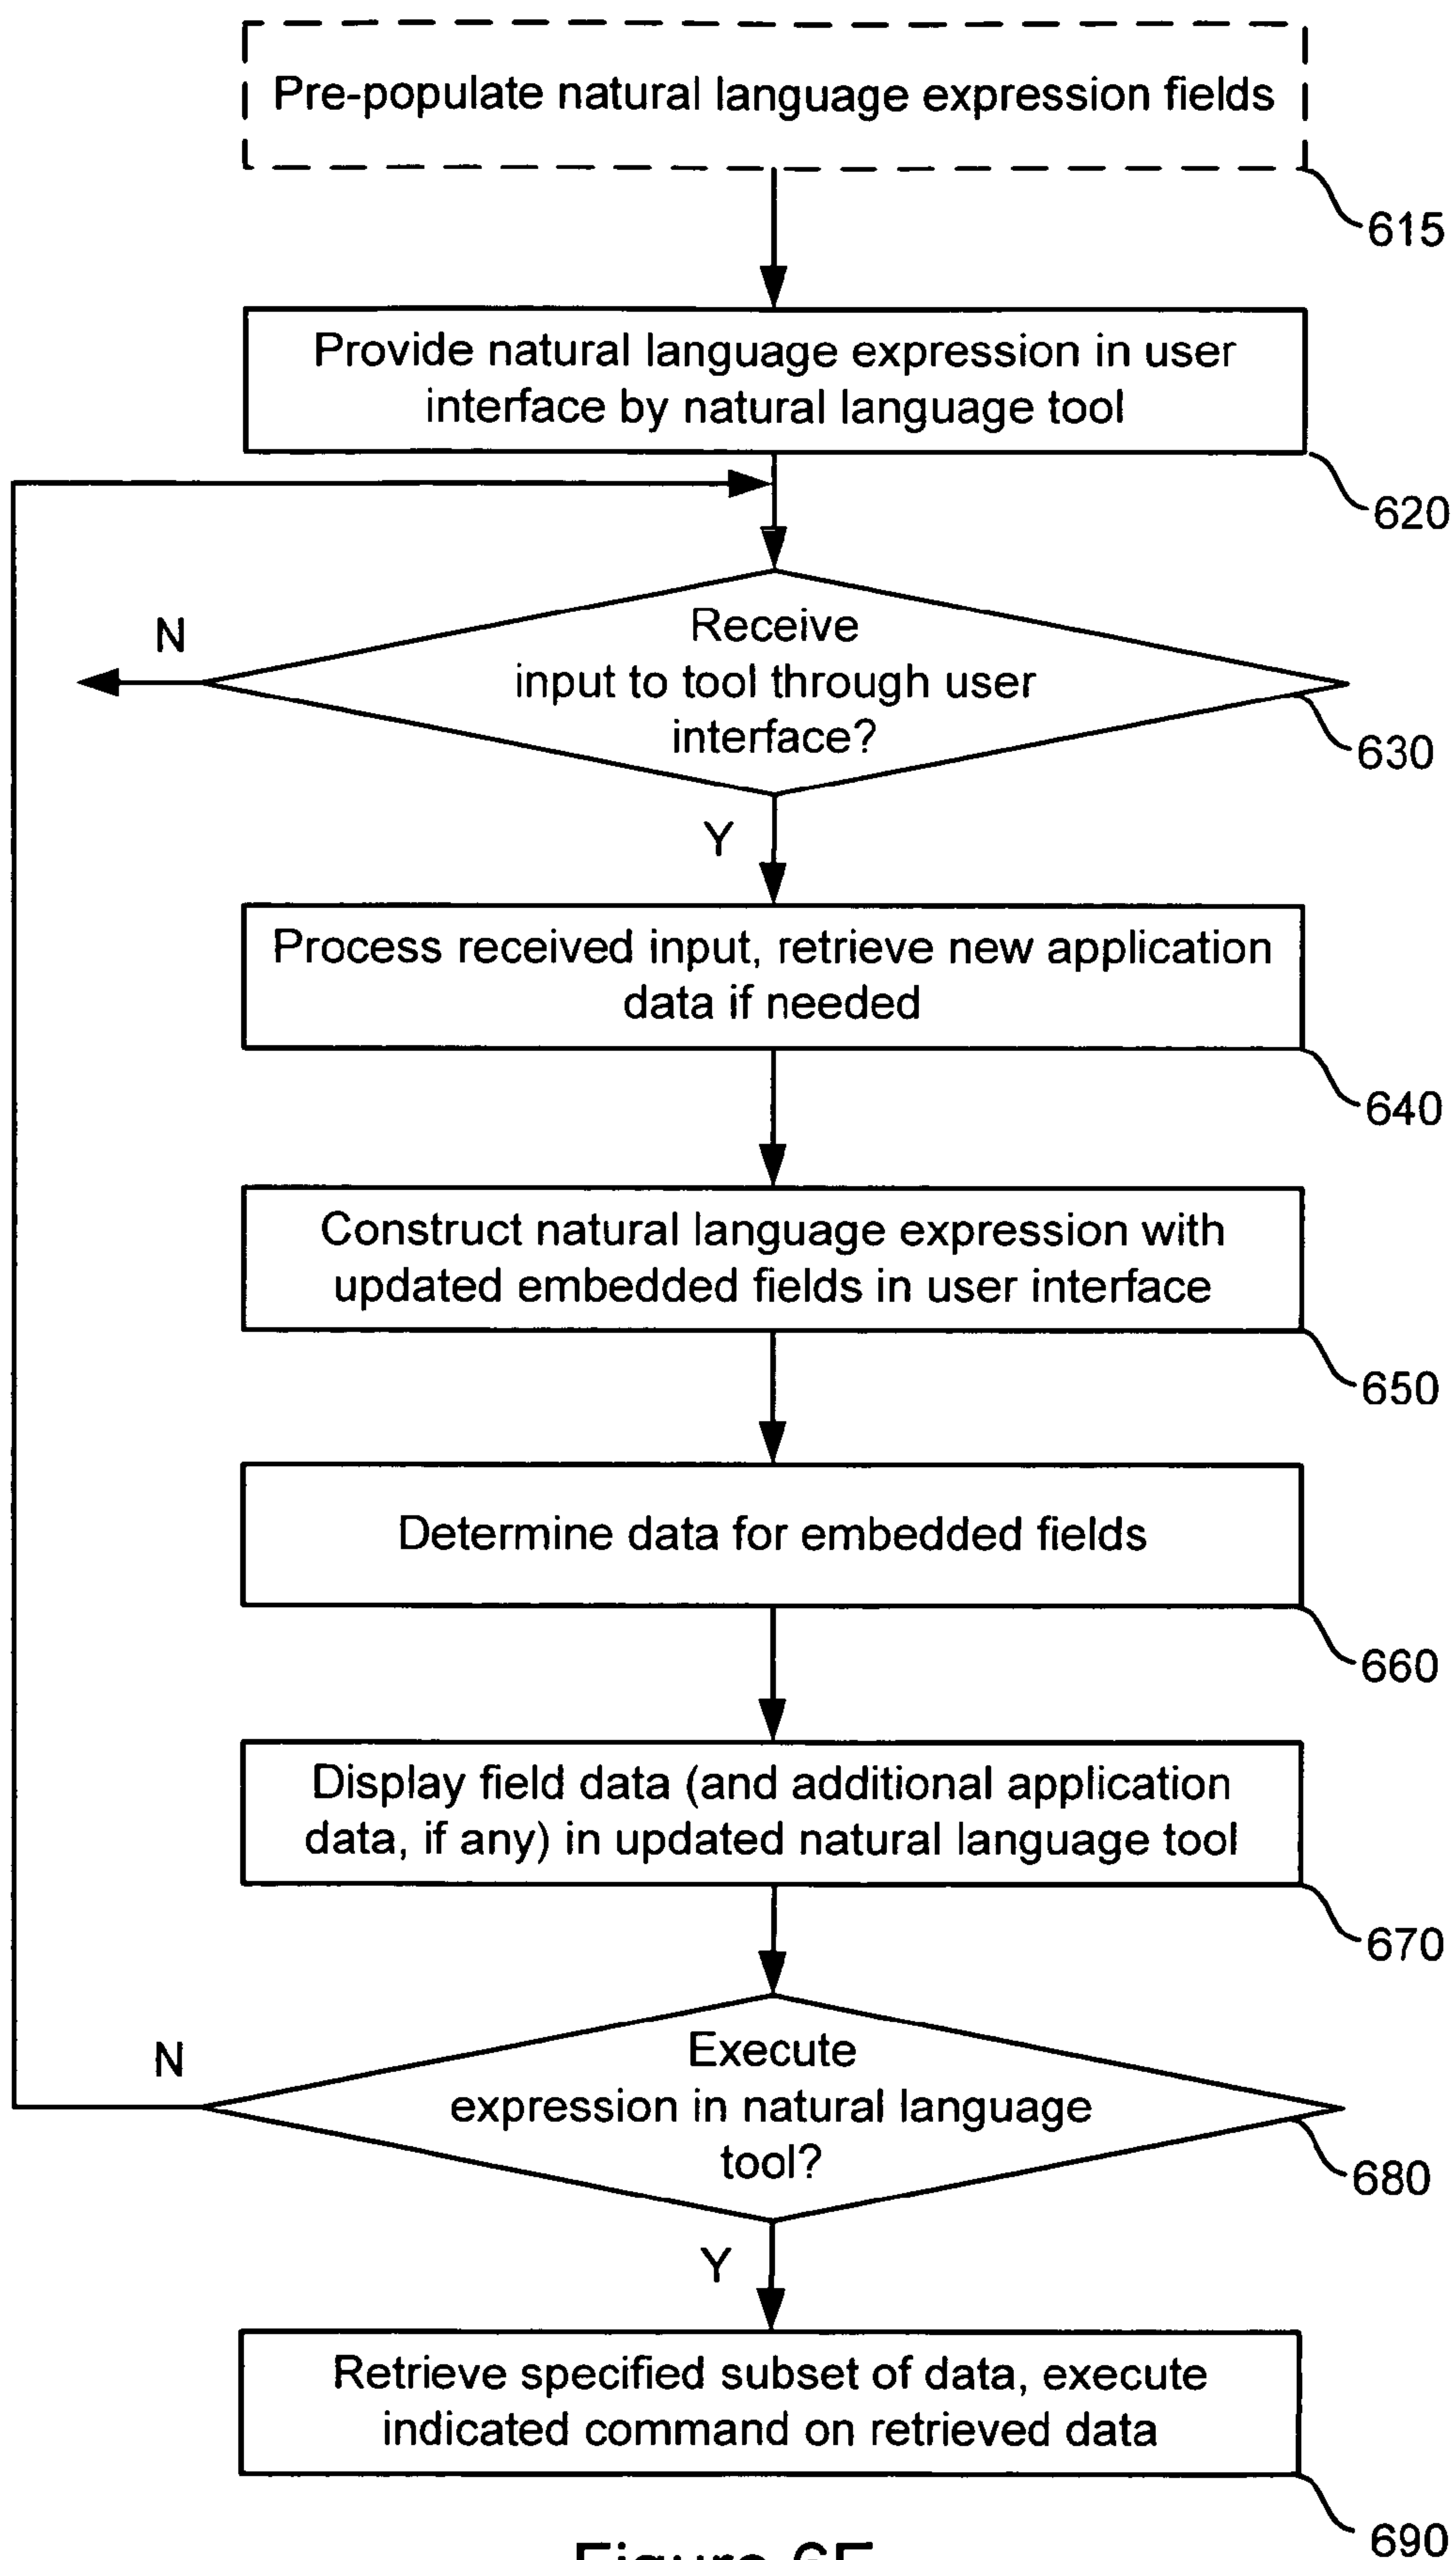 Pre-populate natural language expression fields
615
Provide natural language expression in user
interface by natural language tool
620
N
Receive
input to tool through user
interface?
630
Y
Process received input, retrieve new application
data if needed
640
Construct natural language expression with
updated embedded fields in user interface
650
Determine data for embedded fields
660
Display field data (and additional application
data, if any) in updated natural language tool
670
N
Execute
expression in natural language
tool?
680
Y
Retrieve specified subset of data, execute
indicated command on retrieved data
690
Figure